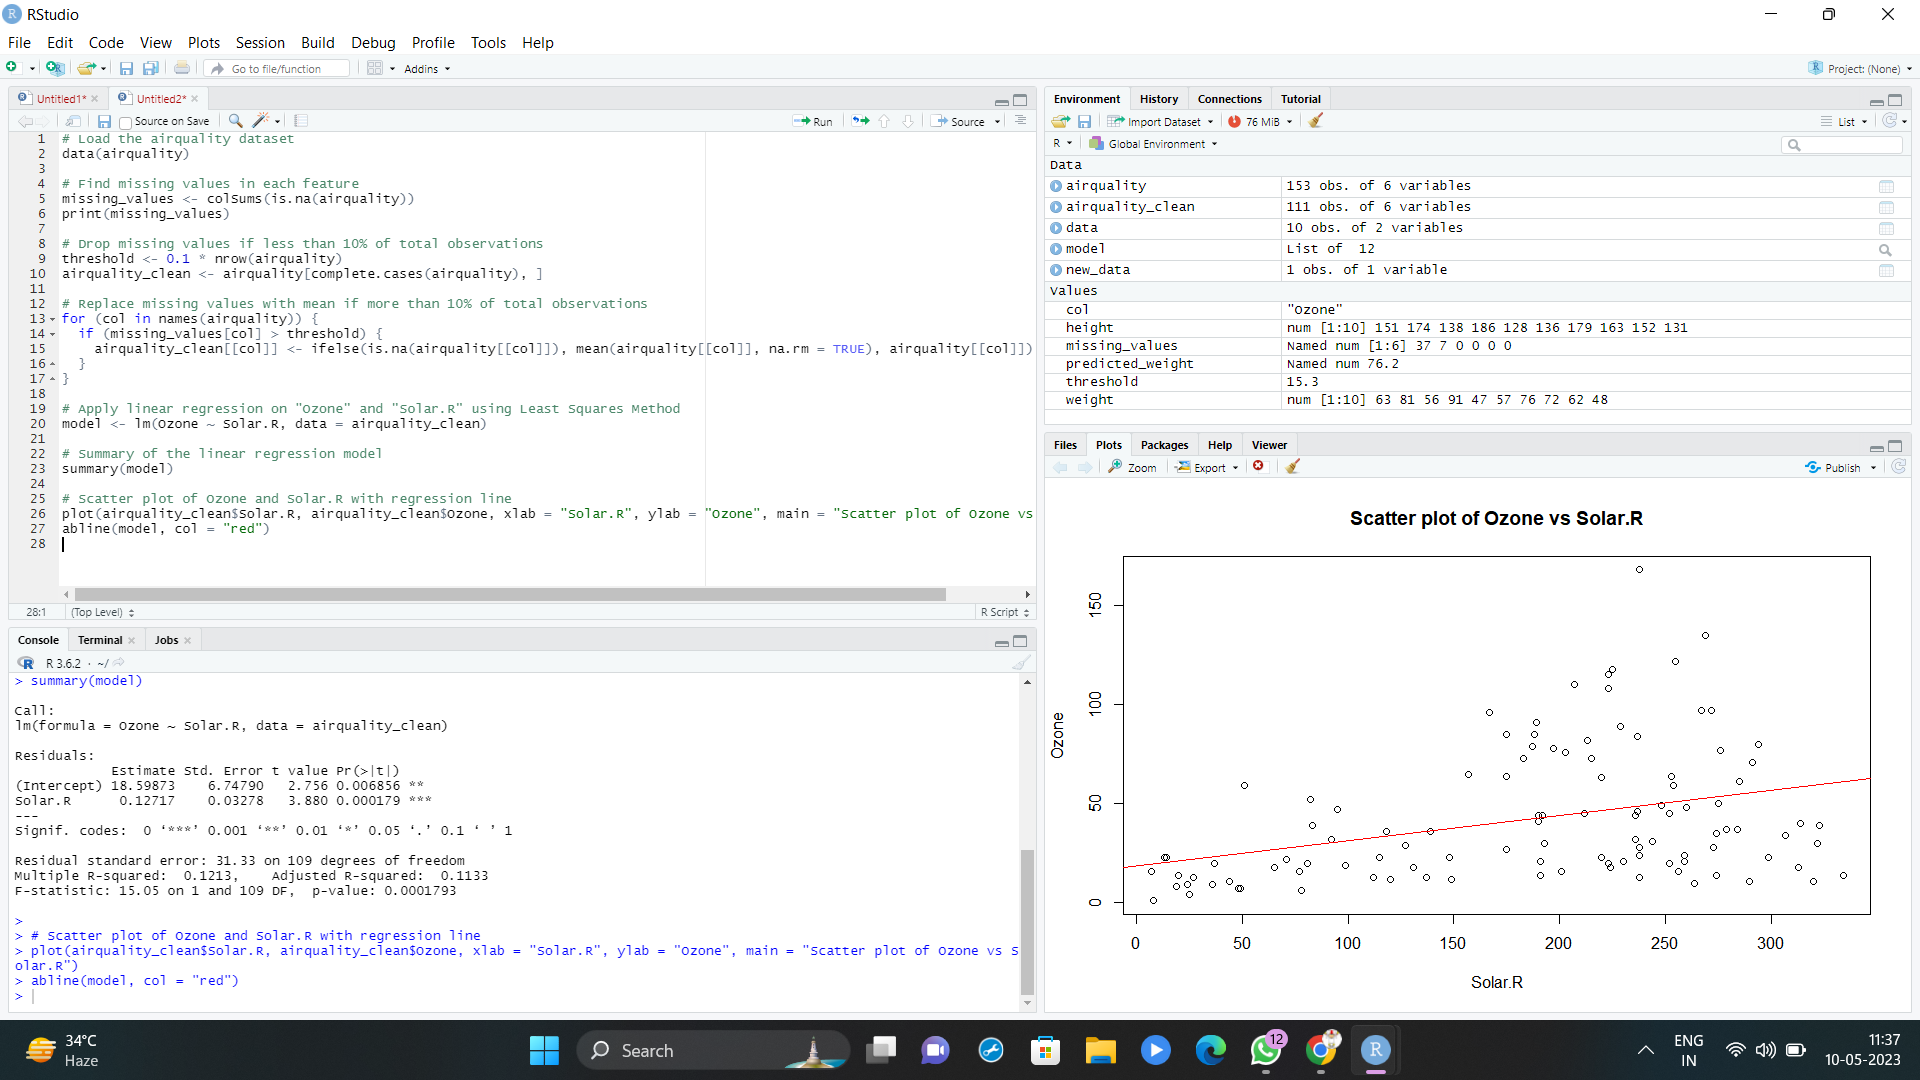 RStudio
File Edit Code View Plots Session Build Debug Profile Tools Help
Go to file/function Addins Project: (None)
Untitled1* Untitled2*
Source on Save Run Source
1 # Load the airquality dataset
2 data(airquality)
3
4 # Find missing values in each feature
5 missing_values <- colSums(is.na(airquality))
6 print(missing_values)
7
8 # Drop missing values if less than 10% of total observations
9 threshold <- 0.1 * nrow(airquality)
10 airquality_clean <- airquality[complete.cases(airquality), ]
11
12 # Replace missing values with mean if more than 10% of total observations
13 for (col in names(airquality)) {
14 if (missing_values[col] > threshold) {
15 airquality_clean[[col]] <- ifelse(is.na(airquality[[col]]), mean(airquality[[col]], na.rm = TRUE), airquality[[col]])
16 }
17 }
18
19 # Apply linear regression on "Ozone" and "Solar.R" using Least Squares Method
20 model <- lm(Ozone ~ Solar.R, data = airquality_clean)
21
22 # Summary of the linear regression model
23 summary(model)
24
25 # Scatter plot of Ozone and Solar.R with regression line
26 plot(airquality_clean$Solar.R, airquality_clean$Ozone, xlab = "Solar.R", ylab = "Ozone", main = "Scatter plot of Ozone vs
27 abline(model, col = "red")
28
28:1 (Top Level) R Script
Console Terminal Jobs
R 3.6.2 · ~/
> summary(model)
Call:
lm(formula = Ozone ~ Solar.R, data = airquality_clean)
Residuals:
Estimate Std. Error t value Pr(>|t|)
(Intercept) 18.59873 6.74790 2.756 0.006856 **
Solar.R 0.12717 0.03278 3.880 0.000179 ***
---
Signif. codes: 0 ‘***’ 0.001 ‘**’ 0.01 ‘*’ 0.05 ‘.’ 0.1 ‘ ’ 1
Residual standard error: 31.33 on 109 degrees of freedom
Multiple R-squared: 0.1213, Adjusted R-squared: 0.1133
F-statistic: 15.05 on 1 and 109 DF, p-value: 0.0001793
>
> # Scatter plot of Ozone and Solar.R with regression line
> plot(airquality_clean$Solar.R, airquality_clean$Ozone, xlab = "Solar.R", ylab = "Ozone", main = "Scatter plot of Ozone vs S
olar.R")
> abline(model, col = "red")
>
Environment History Connections Tutorial
Import Dataset 76 MiB List
R Global Environment
Data
airquality 153 obs. of 6 variables
airquality_clean 111 obs. of 6 variables
data 10 obs. of 2 variables
model List of 12
new_data 1 obs. of 1 variable
Values
col "Ozone"
height num [1:10] 151 174 138 186 128 136 179 163 152 131
missing_values Named num [1:6] 37 7 0 0 0 0
predicted_weight Named num 76.2
threshold 15.3
weight num [1:10] 63 81 56 91 47 57 76 72 62 48
Files Plots Packages Help Viewer
Zoom Export Publish
Scatter plot of Ozone vs Solar.R
150
100
50
0
Ozone
0 50 100 150 200 250 300
Solar.R
34°C
Haze
Search
12
ENG
IN
11:37
10-05-2023